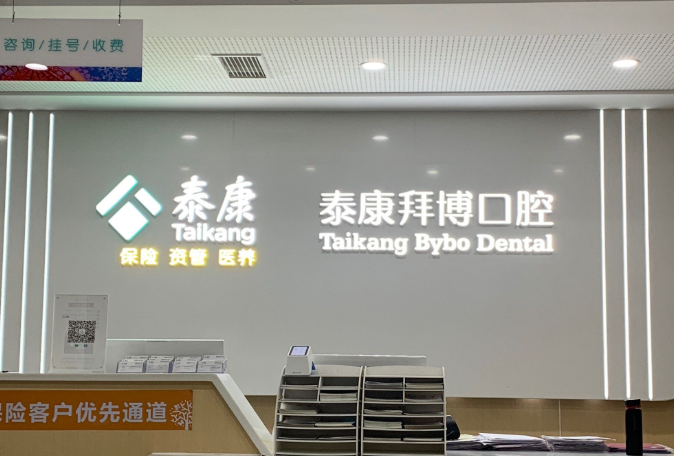 咨询/挂号/收费
泰康
Taikang
保险 资管 医养
泰康拜博口腔
Taikang Bybo Dental
险客户优先通道